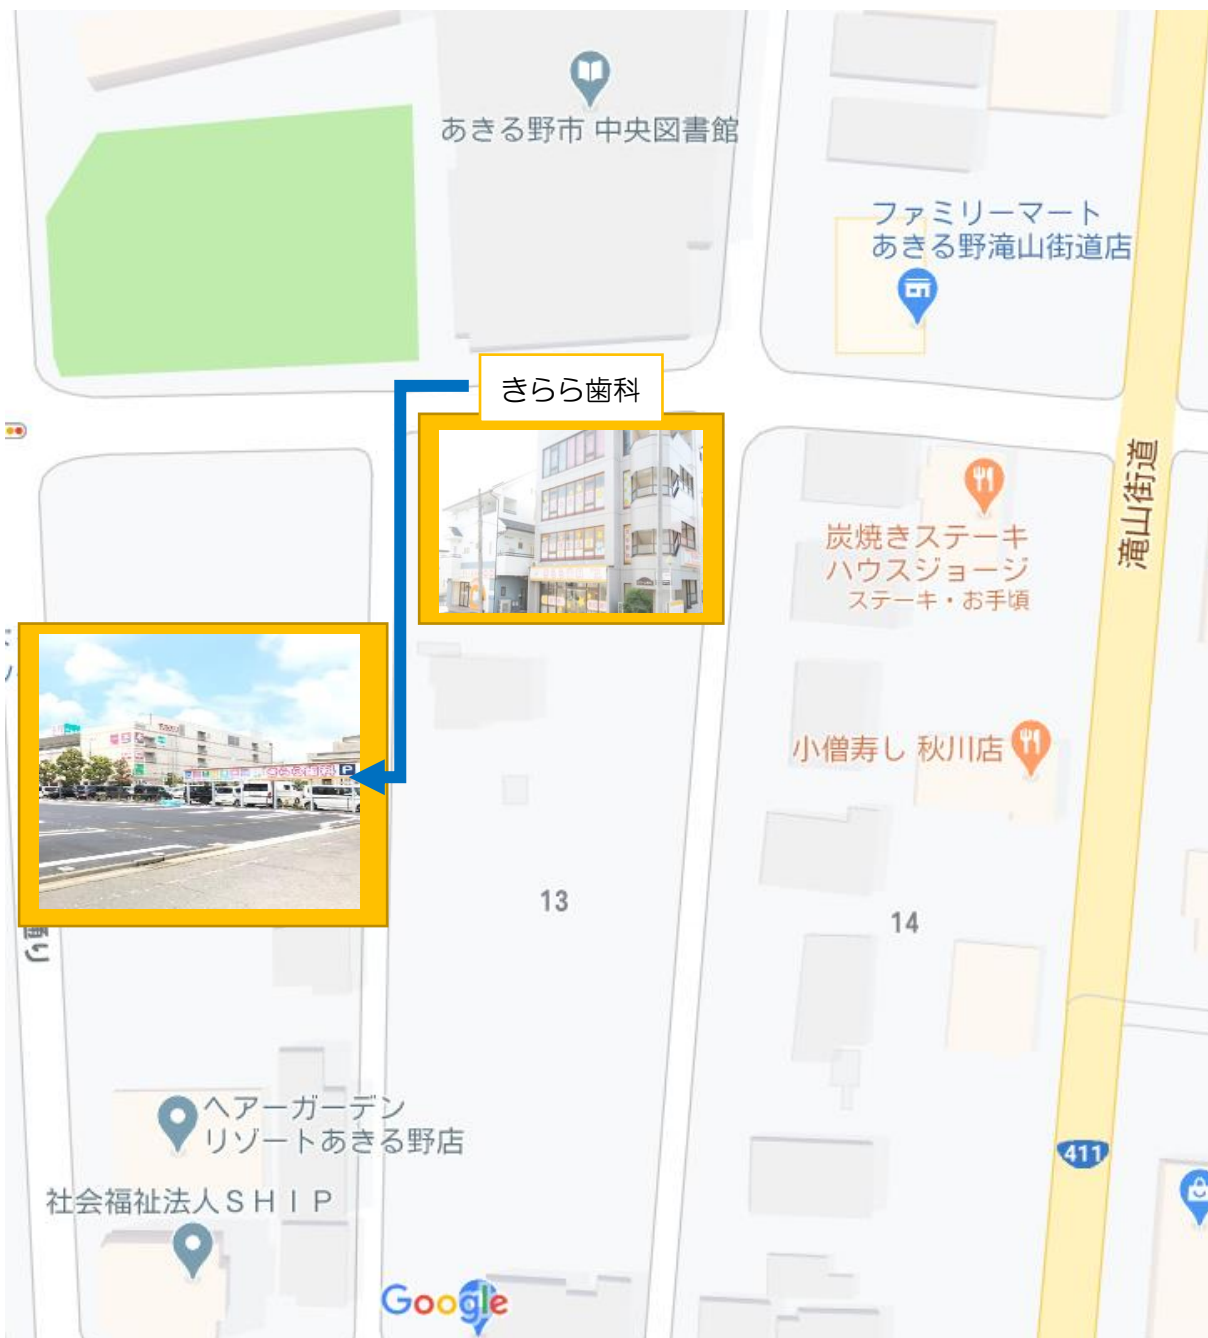 あきる野市 中央図書館
ファミリーマート
あきる野滝山街道店
きらら歯科
滝山街道
炭焼きステーキ
ハウスジョージ
ステーキ・お手頃
P
小僧寿し 秋川店
13
14
通り
ヘアーガーデン
リゾートあきる野店
411
社会福祉法人ＳＨＩＰ
Google